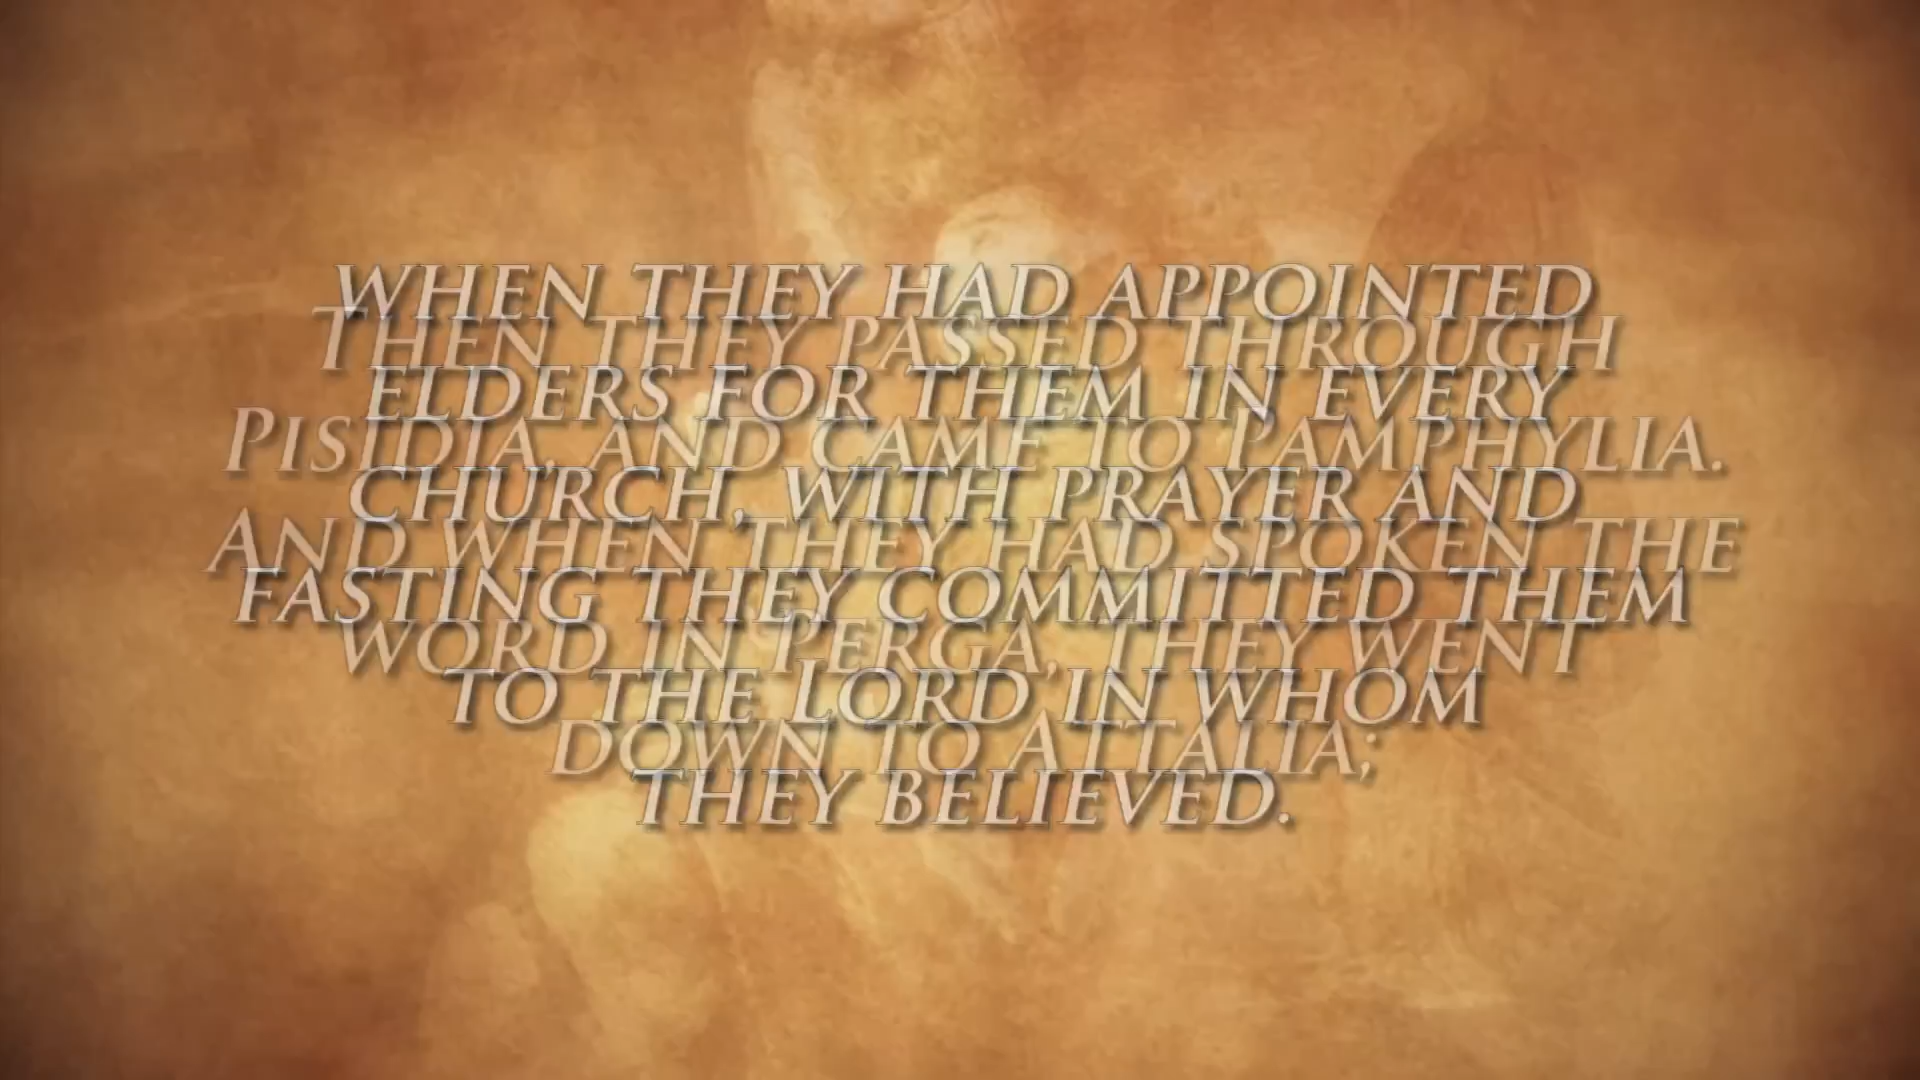 WHEN THEY HAD APPOINTED
ELDERS FOR THEM IN EVERY
CHURCH, WITH PRAYER AND
FASTING THEY COMMITTED THEM
TO THE LORD IN WHOM
THEY BELIEVED.
THEN THEY PASSED THROUGH
PISIDIA, AND CAME TO PAMPHYLIA.
AND WHEN THEY HAD SPOKEN THE
WORD IN PERGA, THEY WENT
DOWN TO ATTALIA;